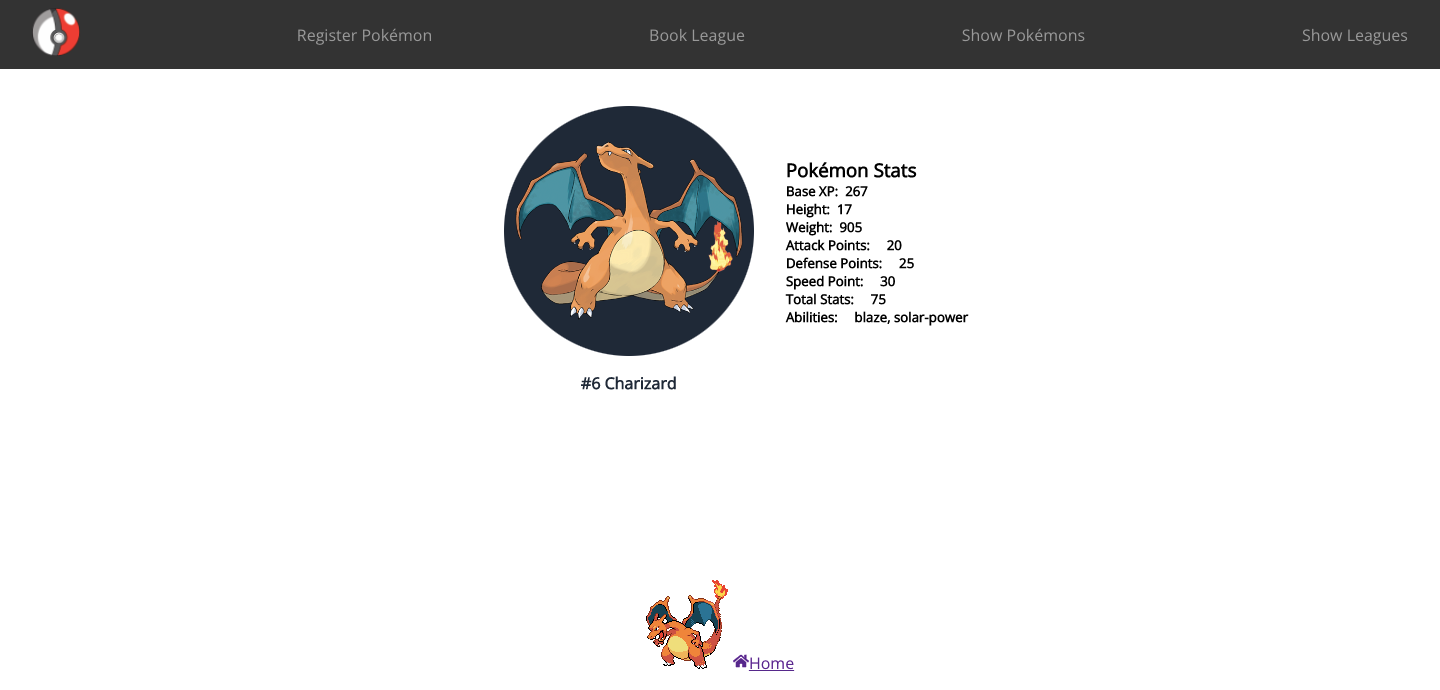 Register Pokémon Book League Show Pokémons Show Leagues
Pokémon Stats
Base XP: 267
Height: 17
Weight: 905
Attack Points: 20
Defense Points: 25
Speed Point: 30
Total Stats: 75
Abilities: blaze, solar-power
#6 Charizard
Home